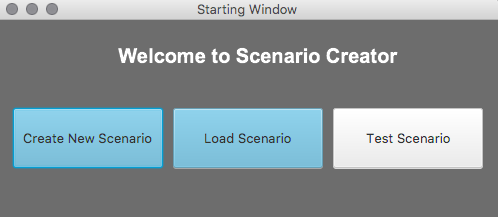 Starting Window
Welcome to Scenario Creator
Create New Scenario
Load Scenario
Test Scenario